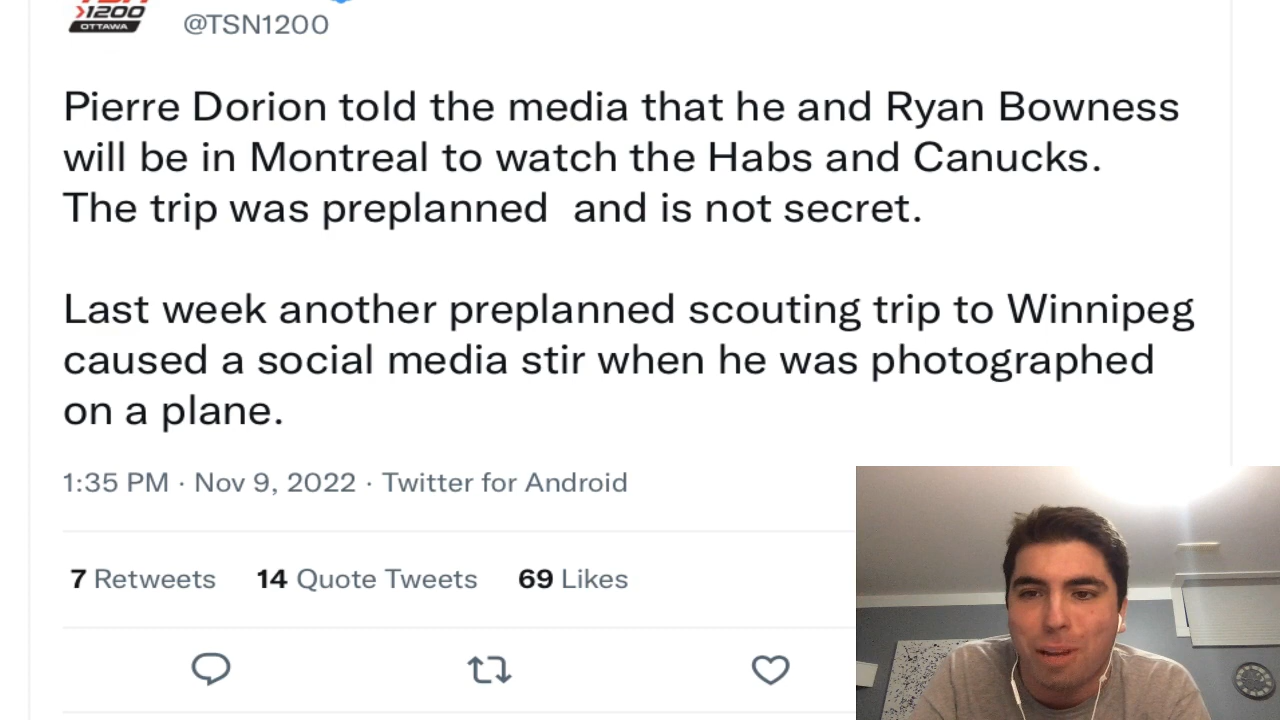 >1200
OTTAWA
@TSN1200
Pierre Dorion told the media that he and Ryan Bowness
will be in Montreal to watch the Habs and Canucks.
The trip was preplanned  and is not secret.
Last week another preplanned scouting trip to Winnipeg
caused a social media stir when he was photographed
on a plane.
1:35 PM · Nov 9, 2022 · Twitter for Android
7 Retweets 14 Quote Tweets 69 Likes